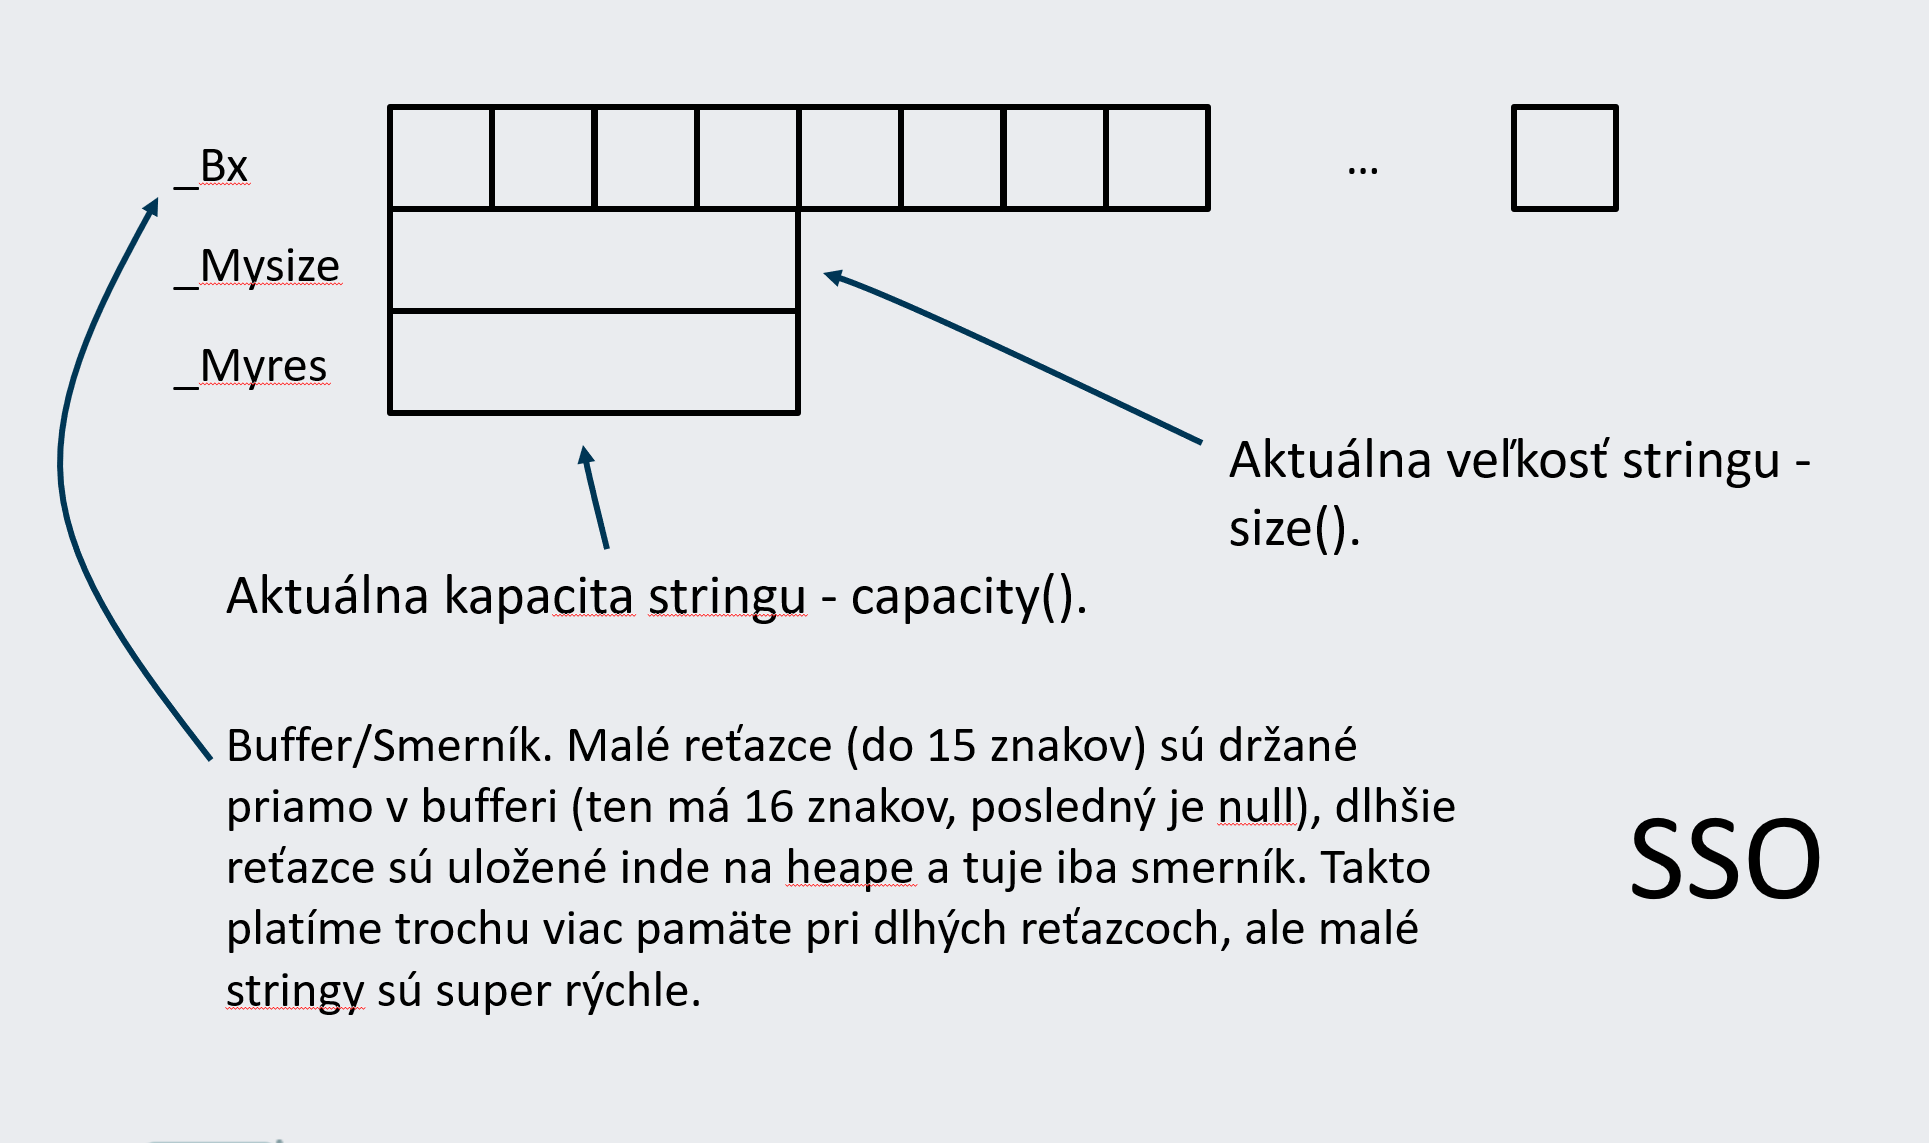 _Bx
...
_Mysize
_Myres
Aktuálna veľkosť stringu -
size().
Aktuálna kapacita stringu - capacity().
Buffer/Smerník. Malé reťazce (do 15 znakov) sú držané
priamo v bufferi (ten má 16 znakov, posledný je null), dlhšie
reťazce sú uložené inde na heape a tuje iba smerník. Takto
platíme trochu viac pamäte pri dlhých reťazcoch, ale malé
stringy sú super rýchle.
SSO